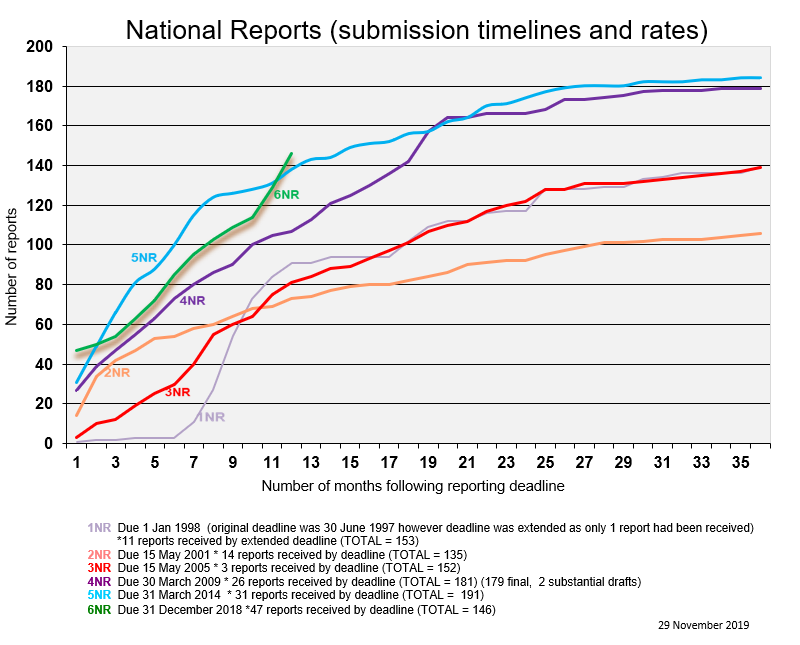 National Reports (submission timelines and rates)
200
180
160
140
120
100
80
60
40
20
0
Number of reports
5NR
6NR
4NR
2NR
3NR
1NR
1 3 5 7 9 11 13 15 17 19 21 23 25 27 29 31 33 35
Number of months following reporting deadline
1NR Due 1 Jan 1998 (original deadline was 30 June 1997 however deadline was extended as only 1 report had been received)
*11 reports received by extended deadline (TOTAL = 153)
2NR Due 15 May 2001 * 14 reports received by deadline (TOTAL = 135)
3NR Due 15 May 2005 * 3 reports received by deadline (TOTAL = 152)
4NR Due 30 March 2009 * 26 reports received by deadline (TOTAL = 181) (179 final, 2 substantial drafts)
5NR Due 31 March 2014 * 31 reports received by deadline (TOTAL = 191)
6NR Due 31 December 2018 *47 reports received by deadline (TOTAL = 146)
29 November 2019